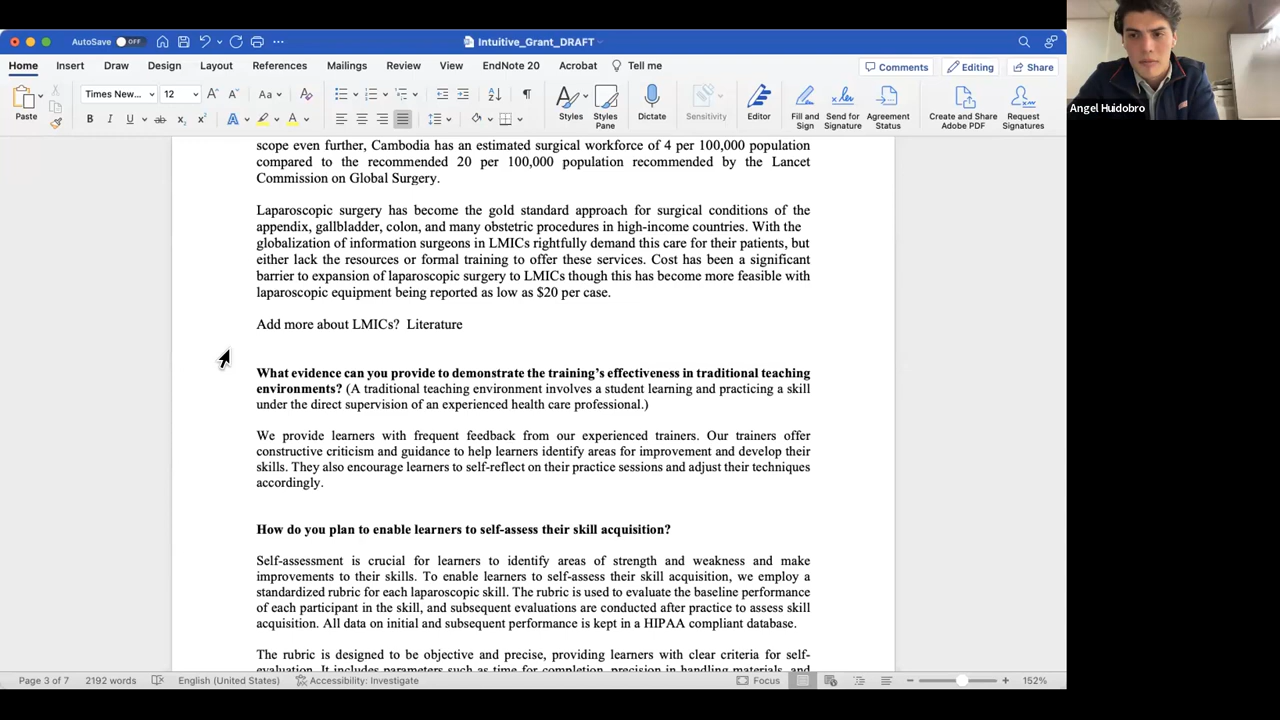 AutoSave OFF
Intuitive_Grant_DRAFT
Home Insert Draw Design Layout References Mailings Review View EndNote 20 Acrobat Tell me
Comments Editing Share
Paste
Times New... 12
Styles
Styles Pane
Dictate
Sensitivity
Editor
Fill and Sign
Send for Signature
Agreement Status
Create and Share Adobe PDF
Request Signatures
Angel Huidobro
scope even further, Cambodia has an estimated surgical workforce of 4 per 100,000 population
compared to the recommended 20 per 100,000 population recommended by the Lancet
Commission on Global Surgery.
Laparoscopic surgery has become the gold standard approach for surgical conditions of the
appendix, gallbladder, colon, and many obstetric procedures in high-income countries. With the
globalization of information surgeons in LMICs rightfully demand this care for their patients, but
either lack the resources or formal training to offer these services. Cost has been a significant
barrier to expansion of laparoscopic surgery to LMICs though this has become more feasible with
laparoscopic equipment being reported as low as $20 per case.
Add more about LMICs? Literature
What evidence can you provide to demonstrate the training's effectiveness in traditional teaching
environments? (A traditional teaching environment involves a student learning and practicing a skill
under the direct supervision of an experienced health care professional.)
We provide learners with frequent feedback from our experienced trainers. Our trainers offer
constructive criticism and guidance to help learners identify areas for improvement and develop their
skills. They also encourage learners to self-reflect on their practice sessions and adjust their techniques
accordingly.
How do you plan to enable learners to self-assess their skill acquisition?
Self-assessment is crucial for learners to identify areas of strength and weakness and make
improvements to their skills. To enable learners to self-assess their skill acquisition, we employ a
standardized rubric for each laparoscopic skill. The rubric is used to evaluate the baseline performance
of each participant in the skill, and subsequent evaluations are conducted after practice to assess skill
acquisition. All data on initial and subsequent performance is kept in a HIPAA compliant database.
The rubric is designed to be objective and precise, providing learners with clear criteria for self-
evaluation. It includes parameters such as time for completion, precision in handling materials, and
Page 3 of 7 2192 words English (United States) Accessibility: Investigate Focus 152%